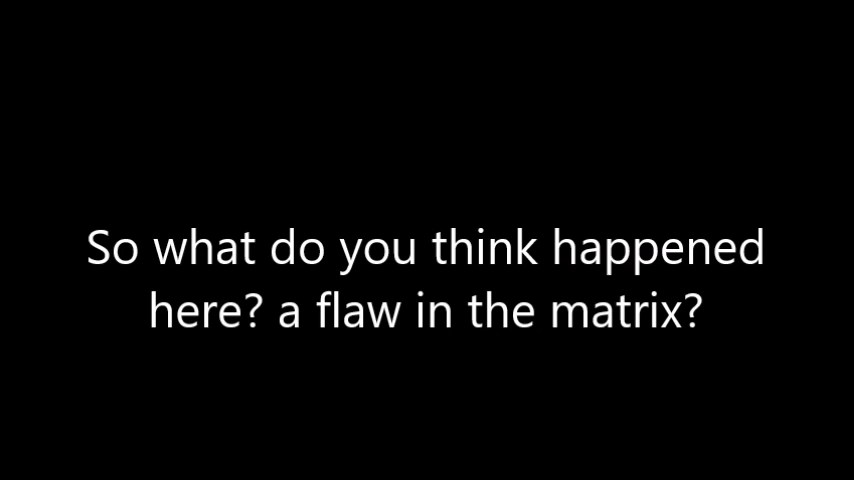 So what do you think happened
here? a flaw in the matrix?